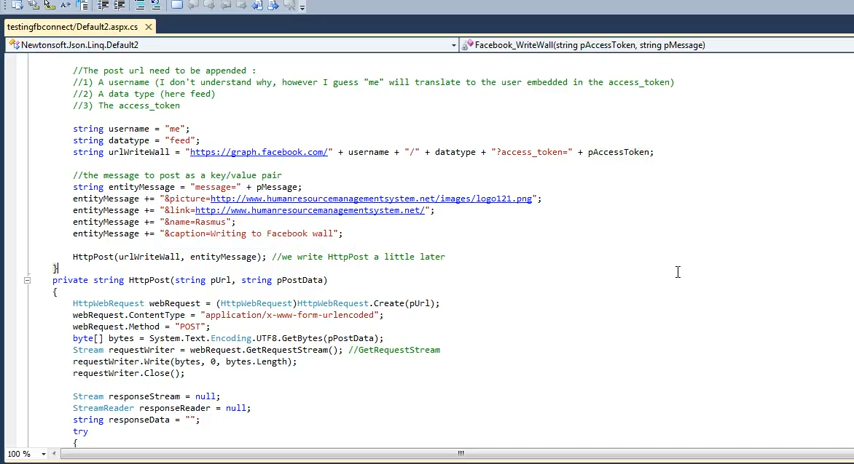 testingfbconnect/Default2.aspx.cs
Newtonsoft.Json.Linq.Default2
Facebook_WriteWall(string pAccessToken, string pMessage)
//The post url need to be appended :
//1) A username (I don't understand why, however I guess "me" will translate to the user embedded in the access_token)
//2) A data type (here feed)
//3) The access_token
string username = "me";
string datatype = "feed";
string urlWriteWall = "https://graph.facebook.com/" + username + "/" + datatype + "?access_token=" + pAccessToken;
//the message to post as a key/value pair
string entityMessage = "message=" + pMessage;
entityMessage += "&picture=http://www.humanresourcemanagementsystem.net/images/logo121.png";
entityMessage += "&link=http://www.humanresourcemanagementsystem.net/";
entityMessage += "&name=Rasmus";
entityMessage += "&caption=Writing to Facebook wall";
HttpPost(urlWriteWall, entityMessage); //we write HttpPost a little later
}
private string HttpPost(string pUrl, string pPostData)
{
HttpWebRequest webRequest = (HttpWebRequest)HttpWebRequest.Create(pUrl);
webRequest.ContentType = "application/x-www-form-urlencoded";
webRequest.Method = "POST";
byte[] bytes = System.Text.Encoding.UTF8.GetBytes(pPostData);
Stream requestWriter = webRequest.GetRequestStream(); //GetRequestStream
requestWriter.Write(bytes, 0, bytes.Length);
requestWriter.Close();
Stream responseStream = null;
StreamReader responseReader = null;
string responseData = "";
try
{
100 %